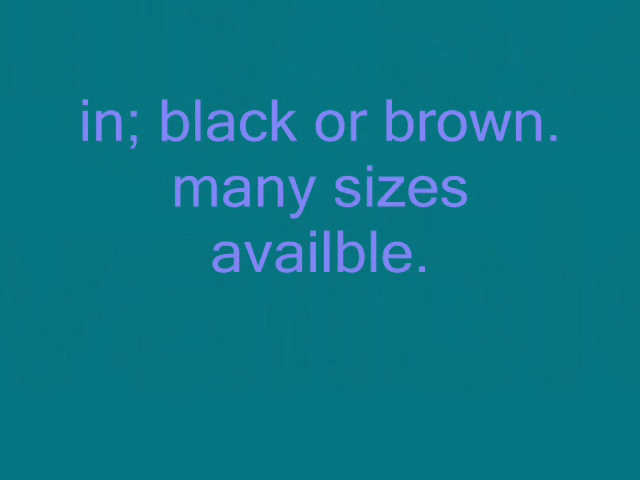 in; black or brown.
many sizes
availble.